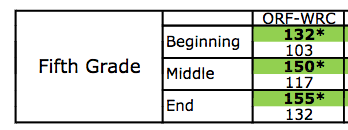 ORF-WRC
Fifth Grade
Beginning
132*
103
Middle
150*
117
End
155*
132